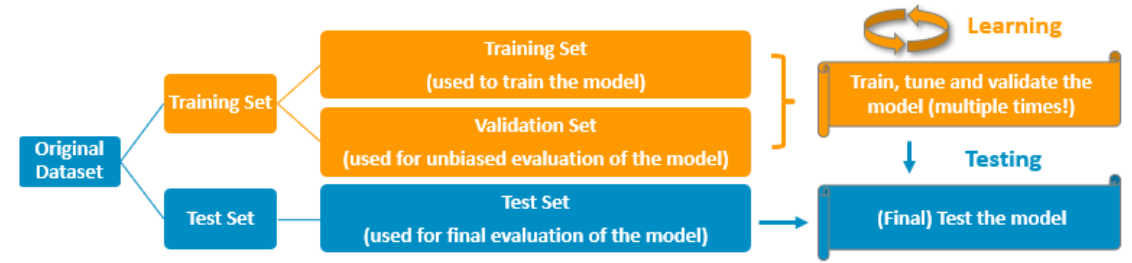 Original
Dataset
Training Set
Test Set
Training Set
(used to train the model)
Validation Set
(used for unbiased evaluation of the model)
Test Set
(used for final evaluation of the model)
Learning
Train, tune and validate the
model (multiple times!)
Testing
(Final) Test the model